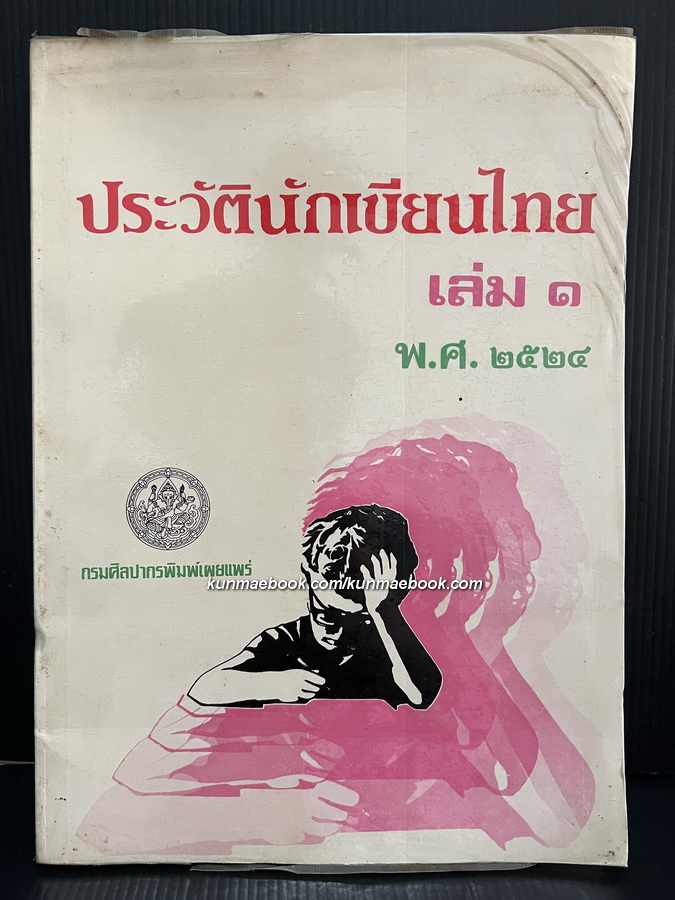 ประวัตินักเขียนไทย
เล่ม ๑
พ.ศ. ๒๕๒๔
กรมศิลปากรพิมพ์เผยแพร่
kunmaebook.com/kunmaebook.com